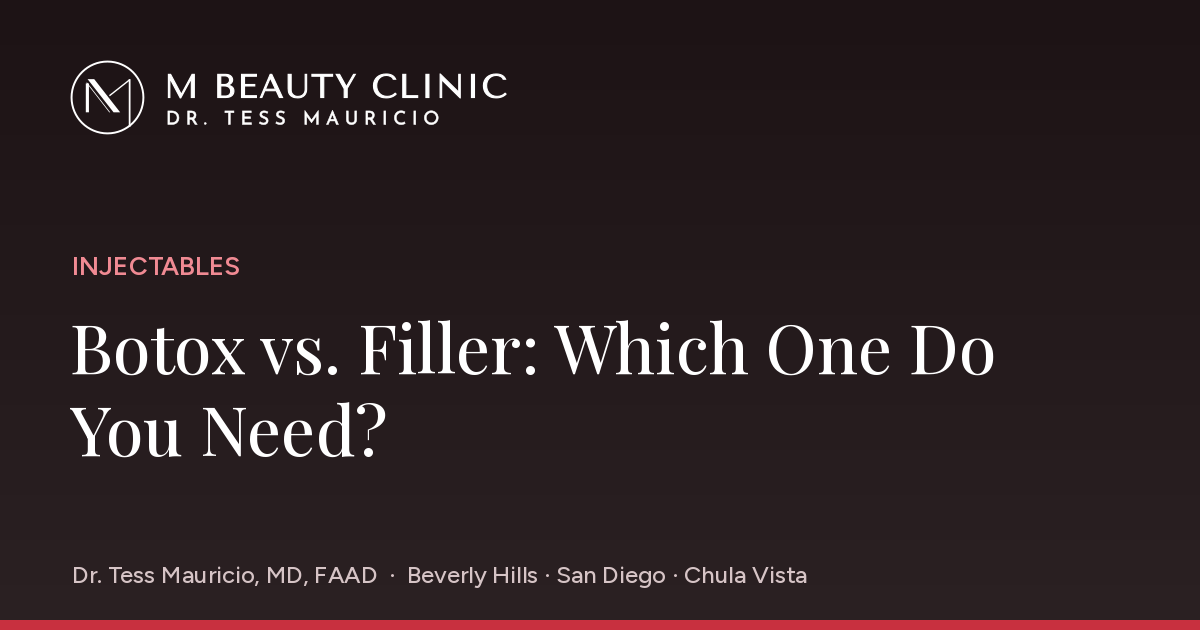 M BEAUTY CLINIC
DR. TESS MAURICIO
INJECTABLES
Botox vs. Filler: Which One Do
You Need?
Dr. Tess Mauricio, MD, FAAD · Beverly Hills · San Diego · Chula Vista